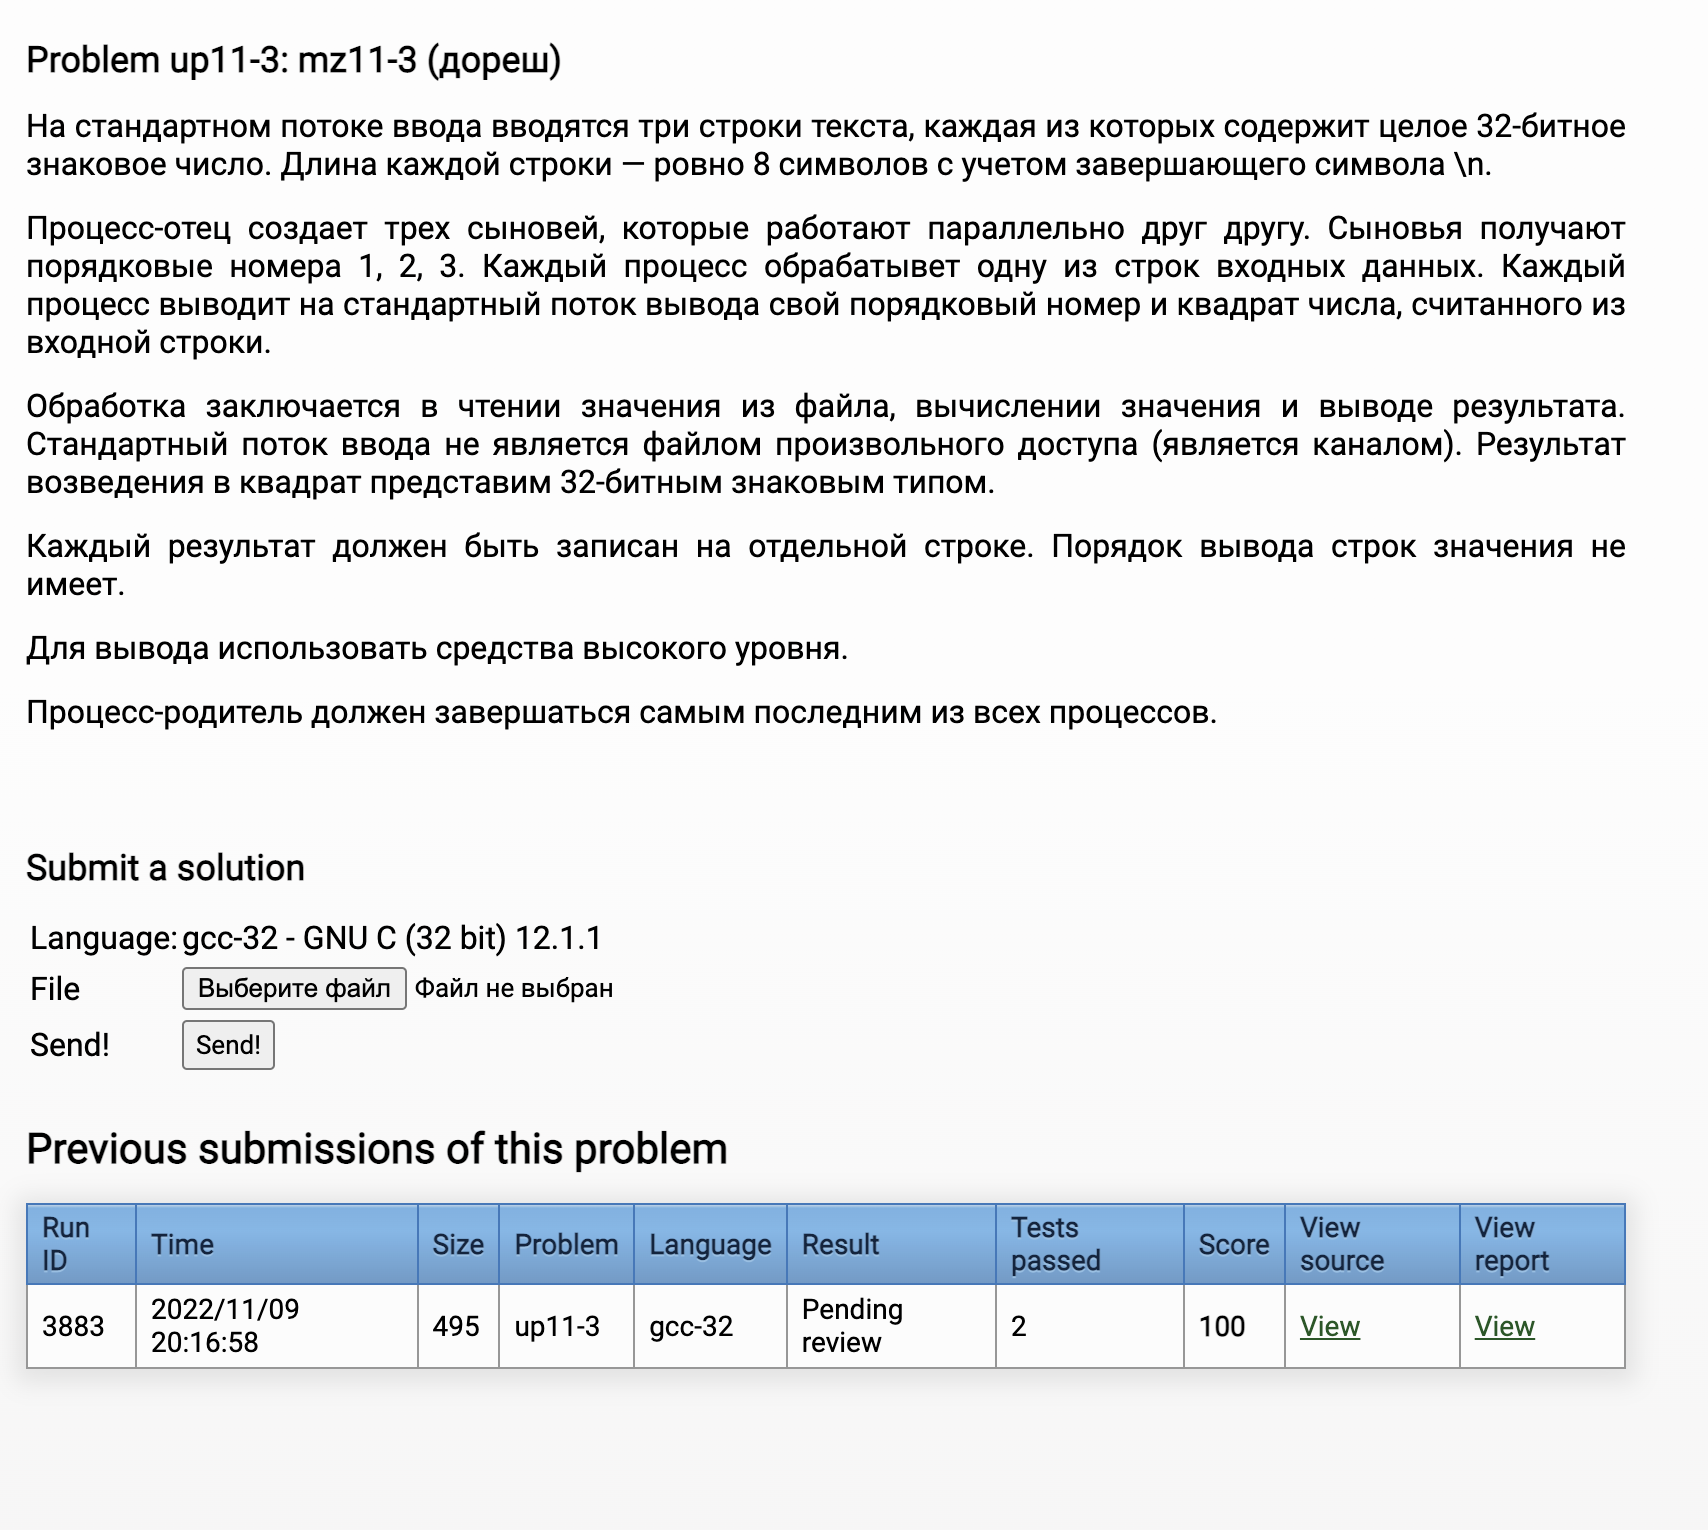 Problem up11-3: mz11-3 (дореш)
На стандартном потоке ввода вводятся три строки текста, каждая из которых содержит целое 32-битное
знаковое число. Длина каждой строки — ровно 8 символов с учетом завершающего символа \n.
Процесс-отец создает трех сыновей, которые работают параллельно друг другу. Сыновья получают
порядковые номера 1, 2, 3. Каждый процесс обрабатывет одну из строк входных данных. Каждый
процесс выводит на стандартный поток вывода свой порядковый номер и квадрат числа, считанного из
входной строки.
Обработка заключается в чтении значения из файла, вычислении значения и выводе результата.
Стандартный поток ввода не является файлом произвольного доступа (является каналом). Результат
возведения в квадрат представим 32-битным знаковым типом.
Каждый результат должен быть записан на отдельной строке. Порядок вывода строк значения не
имеет.
Для вывода использовать средства высокого уровня.
Процесс-родитель должен завершаться самым последним из всех процессов.
Submit a solution
Language: gcc-32 - GNU C (32 bit) 12.1.1
File Выберите файл Файл не выбран
Send! Send!
Previous submissions of this problem
Run ID Time Size Problem Language Result Tests passed Score View source View report
3883 2022/11/09 20:16:58 495 up11-3 gcc-32 Pending review 2 100 View View